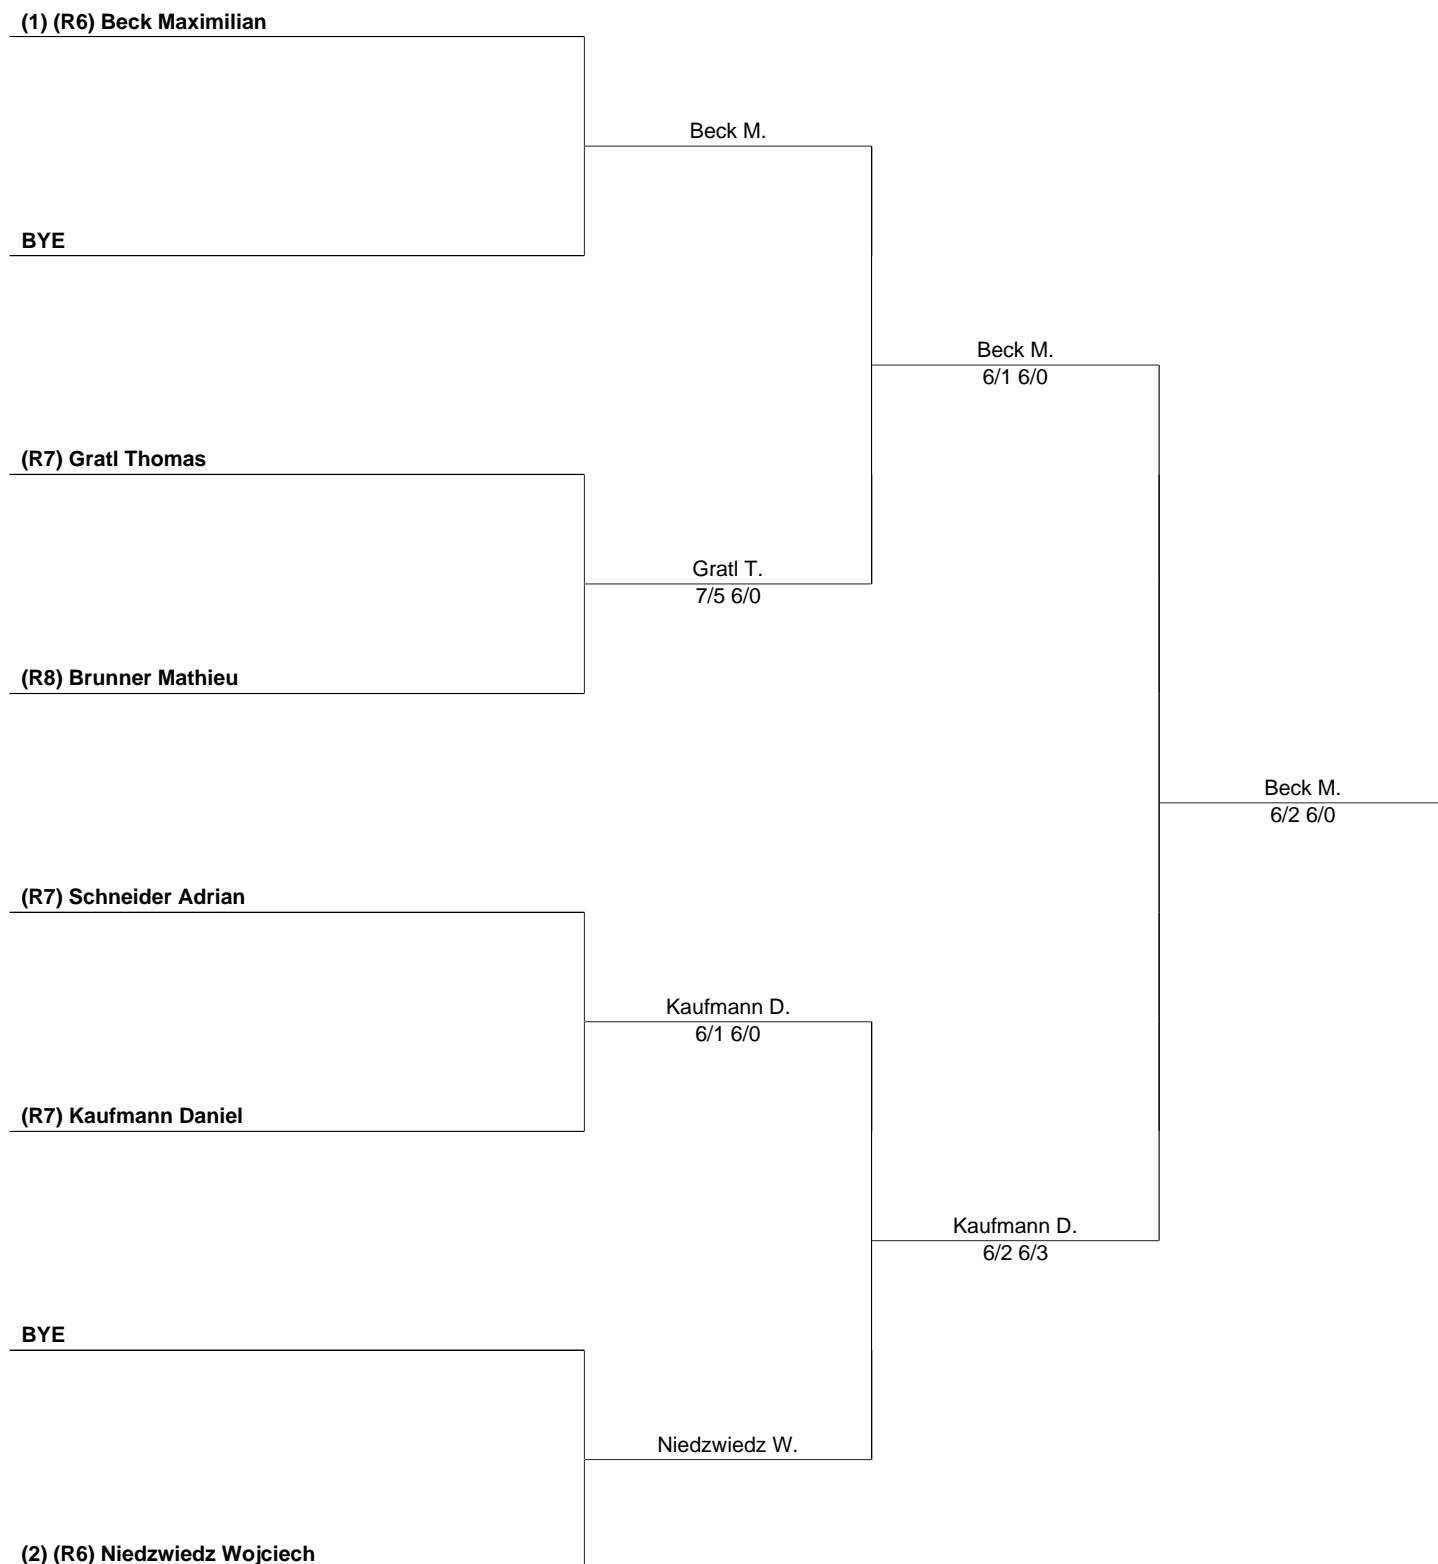 (1) (R6) Beck Maximilian
Beck M.
BYE
Beck M.
6/1 6/0
(R7) Gratl Thomas
Gratl T.
7/5 6/0
(R8) Brunner Mathieu
Beck M.
6/2 6/0
(R7) Schneider Adrian
Kaufmann D.
6/1 6/0
(R7) Kaufmann Daniel
Kaufmann D.
6/2 6/3
BYE
Niedzwiedz W.
(2) (R6) Niedzwiedz Wojciech